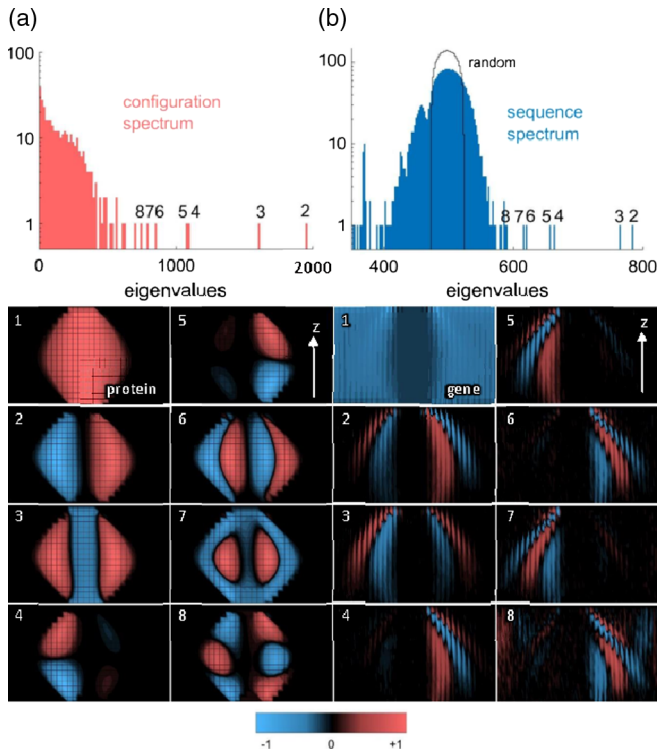 (a)
(b)
100
10
1
configuration
spectrum
8 7 6 5 4 3 2
0 1000 2000
eigenvalues
100
10
1
random
sequence
spectrum
8 7 6 5 4 3 2
400 600 800
eigenvalues
1
protein
5
z
1
gene
5
z
2
6
2
6
3
7
3
7
4
8
4
8
-1 0 +1